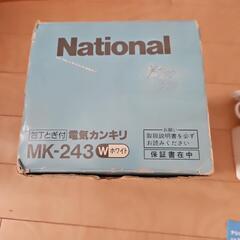 National
包丁とぎ付 電気カンキリ
MK-243 W ホワイト
お願い
取扱説明書を必ず
お読みください
保証書在中